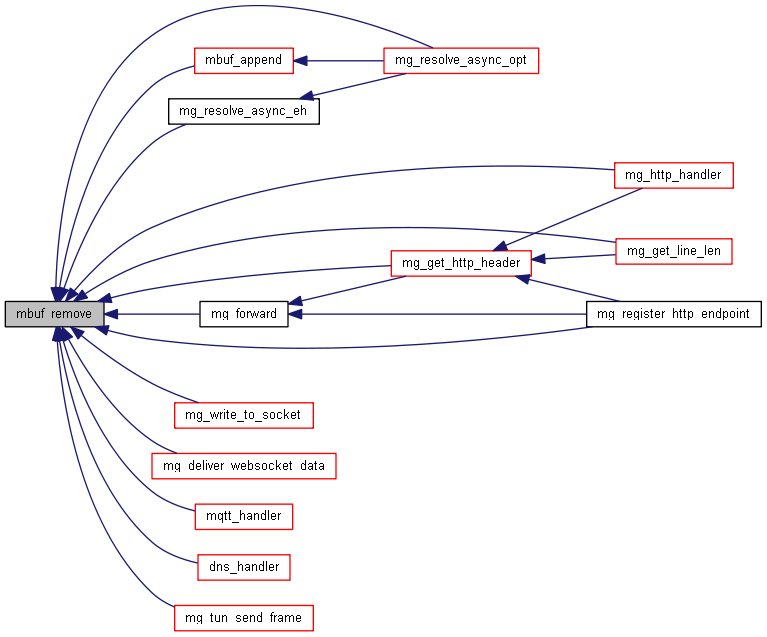 mbuf_append
mg_resolve_async_opt
mg_resolve_async_eh
mg_http_handler
mg_get_line_len
mg_get_http_header
mbuf_remove
mg_forward
mg_register_http_endpoint
mg_write_to_socket
mg_deliver_websocket_data
mqtt_handler
dns_handler
mg_tun_send_frame